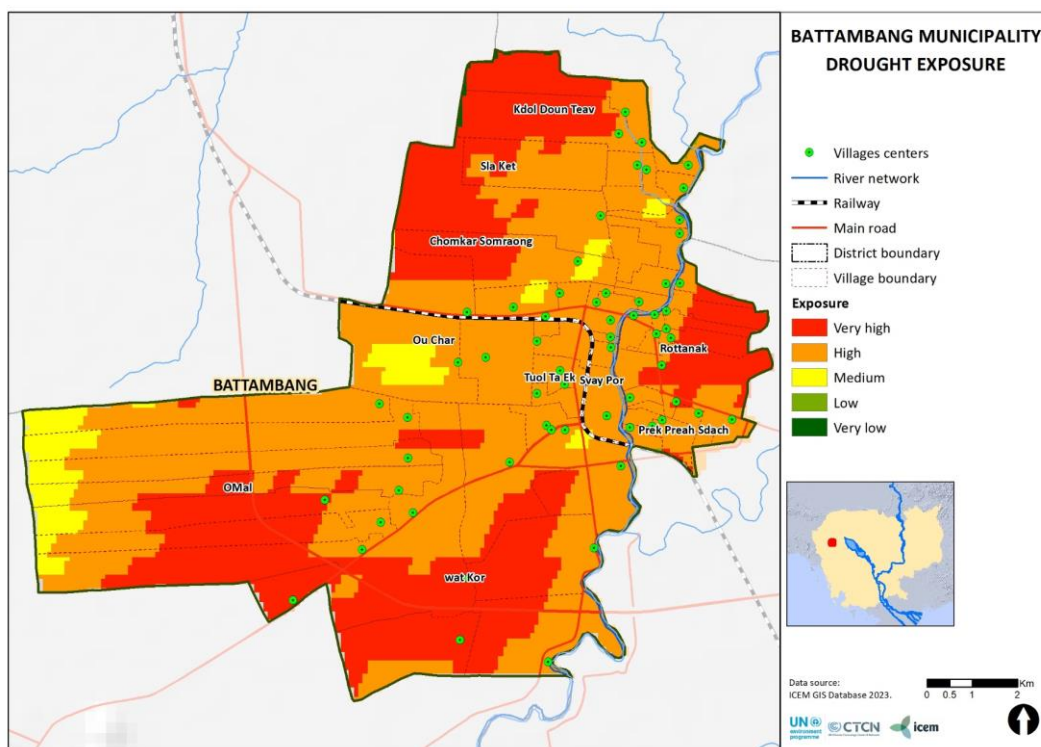 BATTAMBANG MUNICIPALITY
DROUGHT EXPOSURE
Villages centers
River network
Railway
Main road
District boundary
Village boundary
Exposure
Very high
High
Medium
Low
Very low
Kdol Doun Teav
Sla Ket
Chomkar Somraong
Ou Char
Rottanak
BATTAMBANG
Tuol Ta Ek
Svay Por
Prek Preah Sdach
OMal
wat Kor
Data source:
ICEM GIS Database 2023.
Km
0 0.5 1 2
UN
environment
programme
CTCN
icem